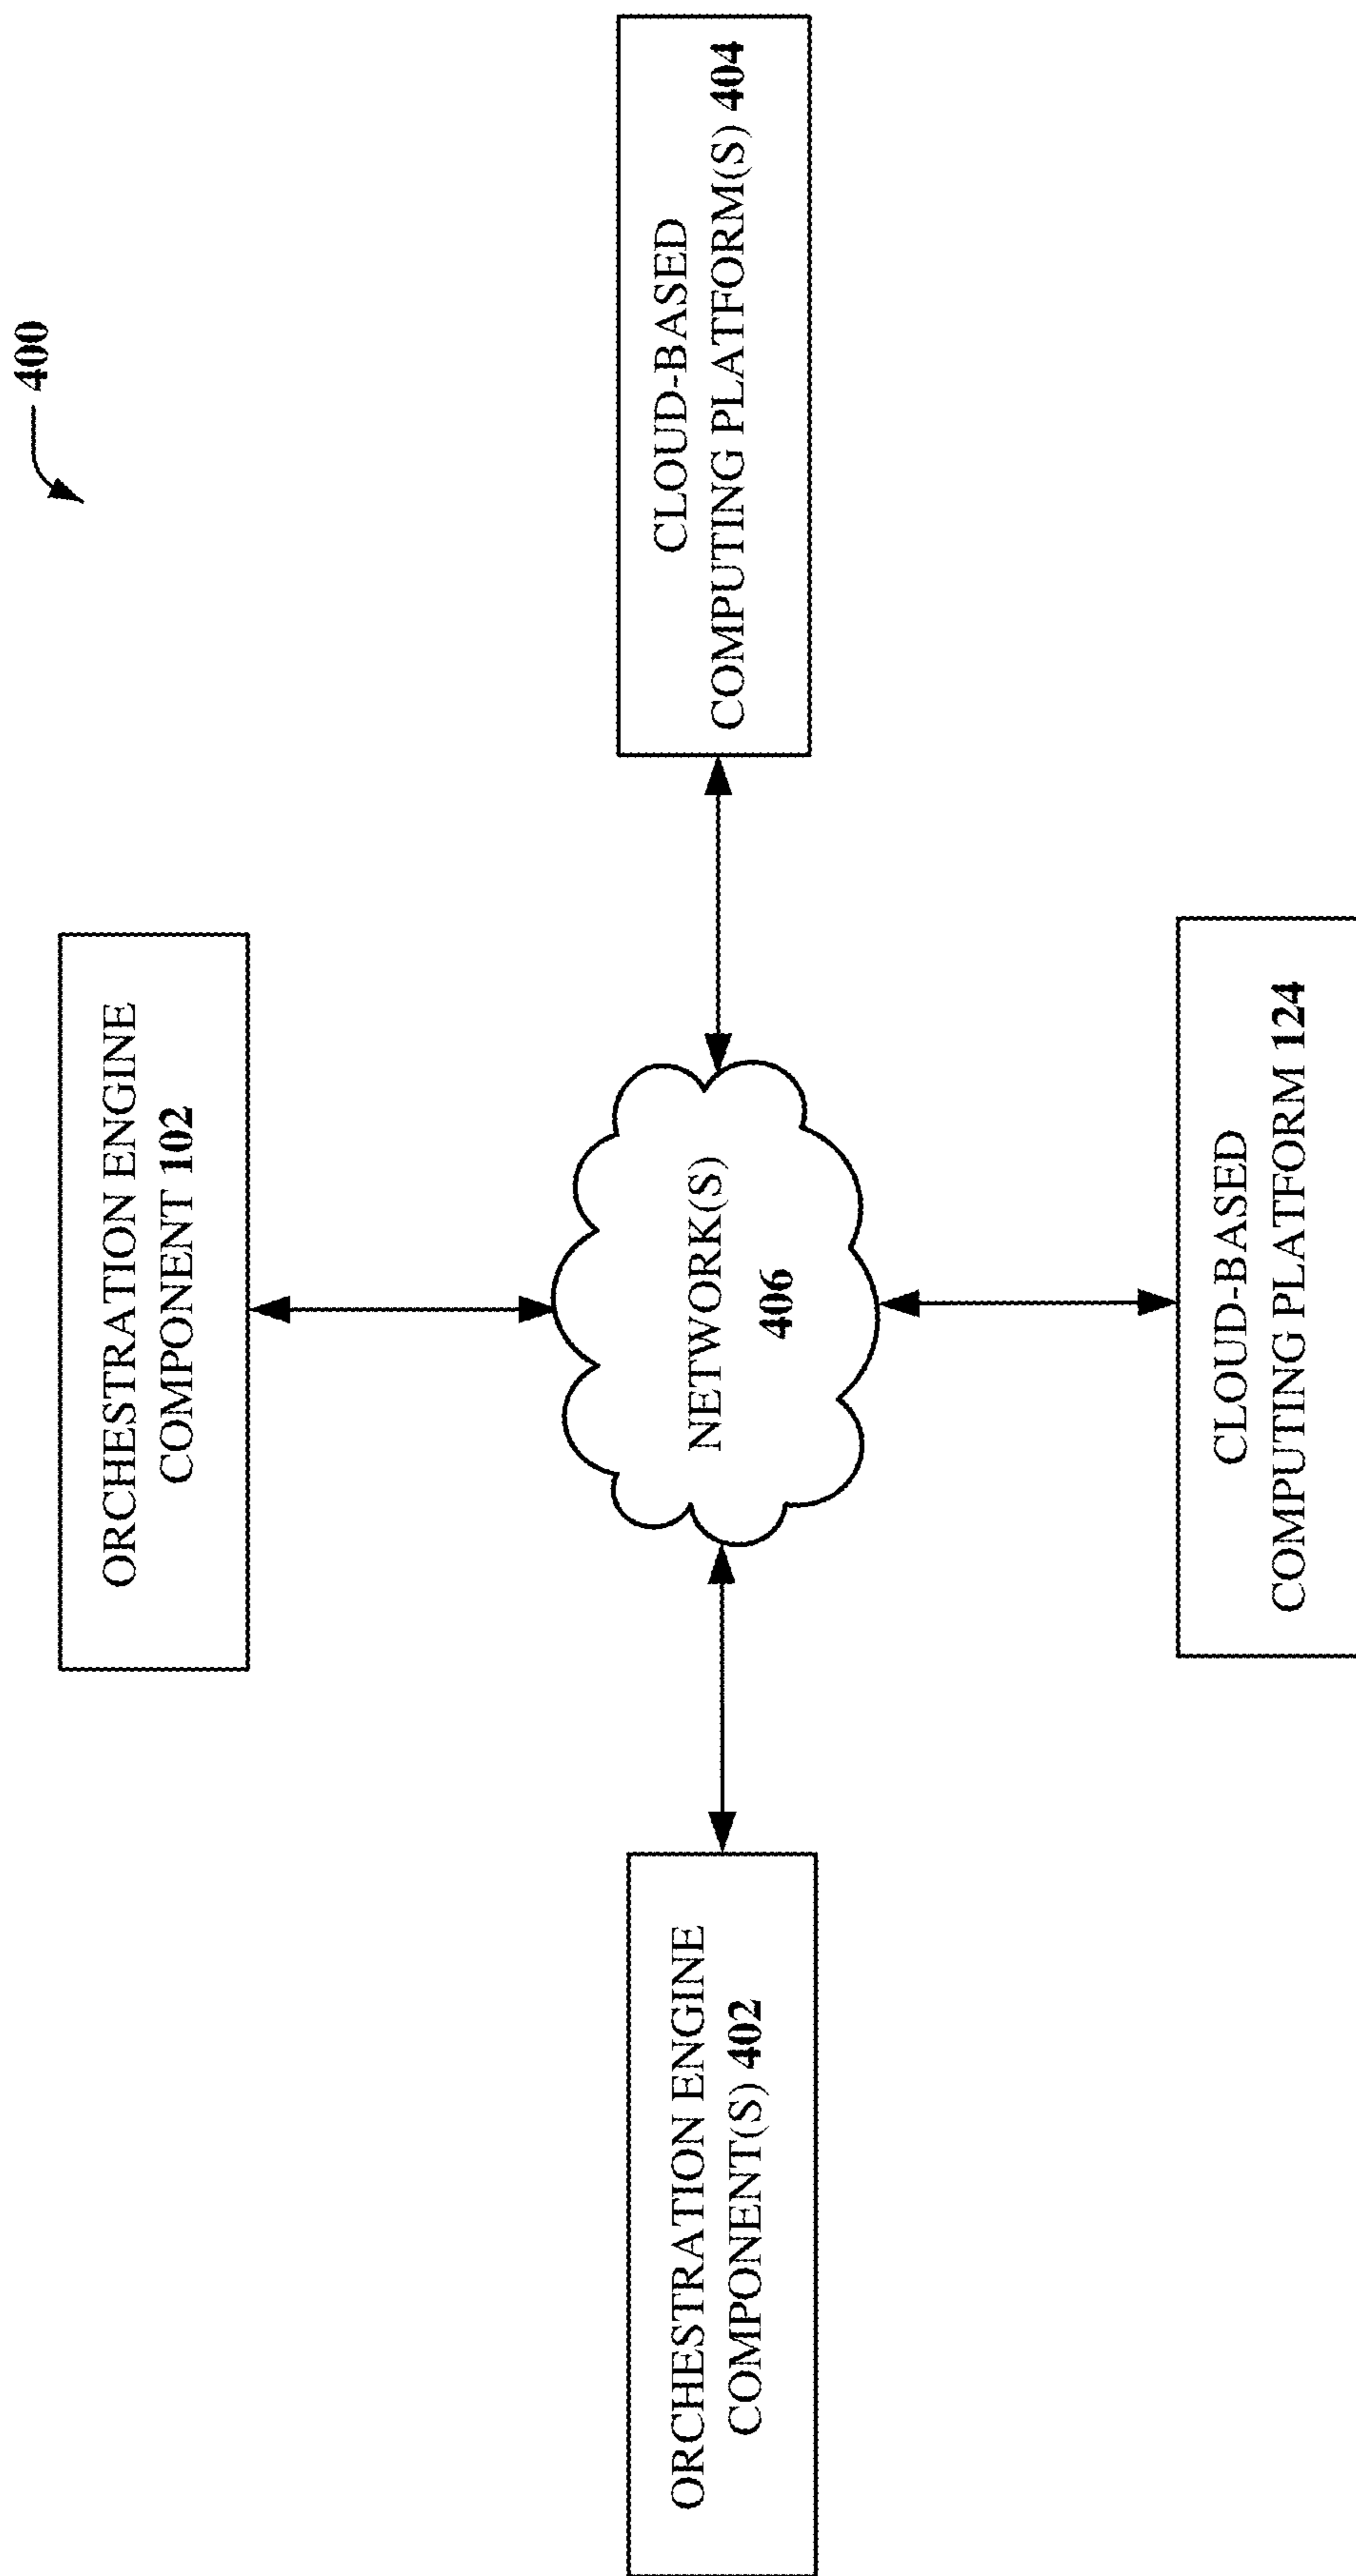 400
ORCHESTRATION ENGINE
COMPONENT 102
ORCHESTRATION ENGINE
COMPONENT(S) 402
NETWORK(S)
406
CLOUD-BASED
COMPUTING PLATFORM(S) 404
CLOUD-BASED
COMPUTING PLATFORM 124